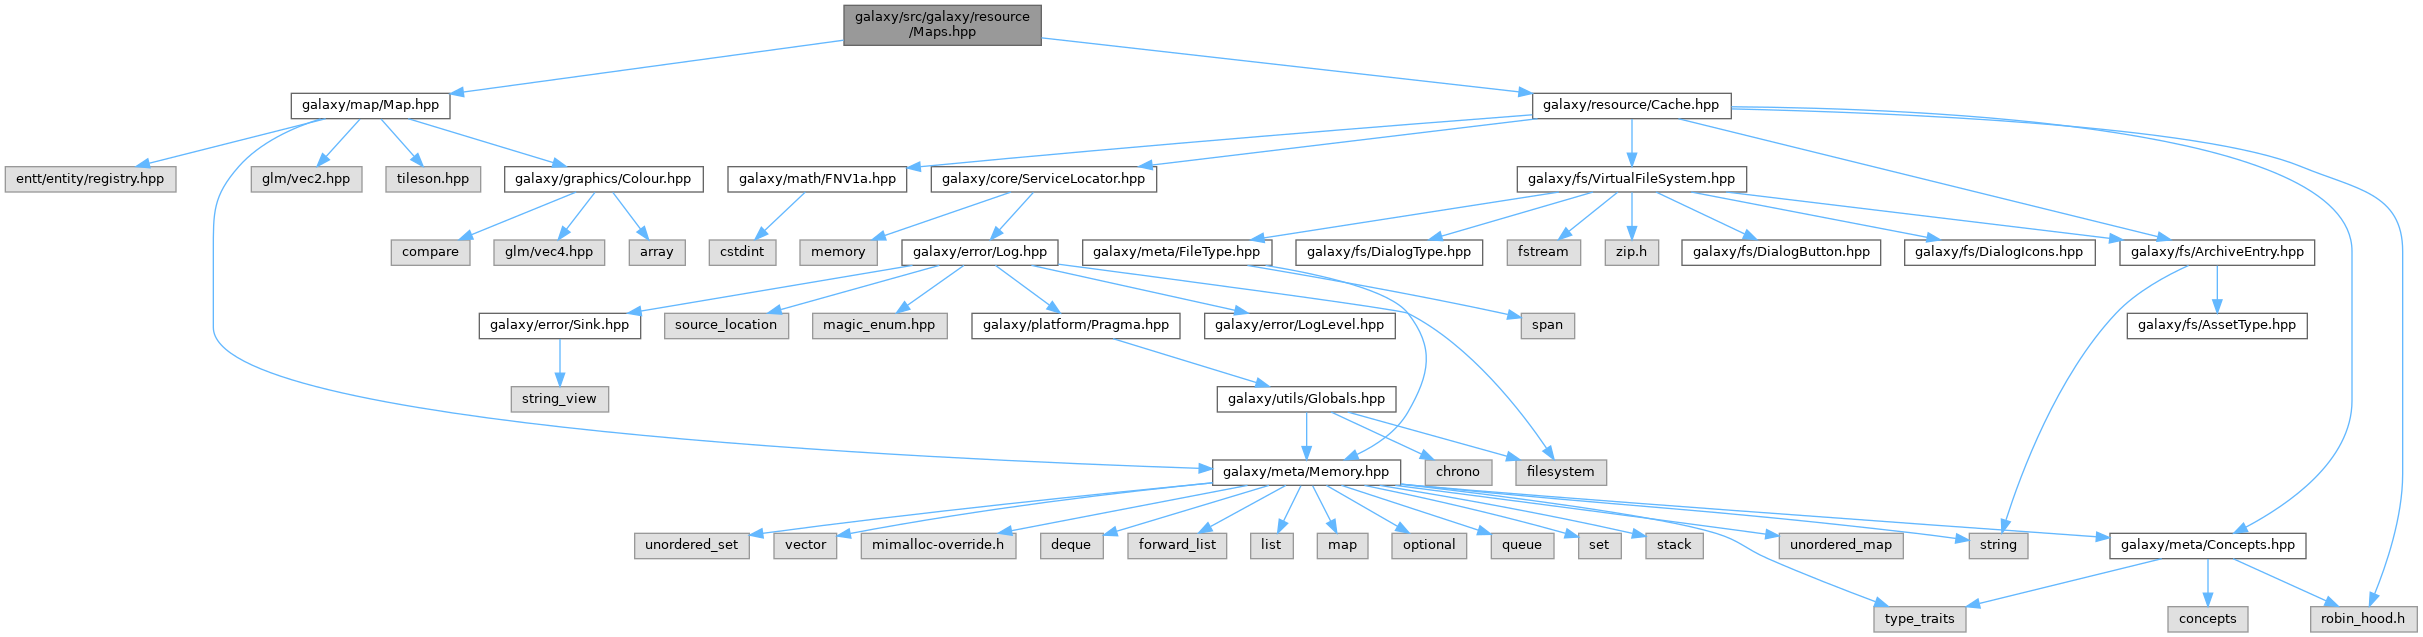 galaxy/src/galaxy/resource
/Maps.hpp
galaxy/map/Map.hpp
galaxy/resource/Cache.hpp
entt/entity/registry.hpp
glm/vec2.hpp
tileson.hpp
galaxy/graphics/Colour.hpp
galaxy/math/FNV1a.hpp
galaxy/core/ServiceLocator.hpp
galaxy/fs/VirtualFileSystem.hpp
compare
glm/vec4.hpp
array
cstdint
memory
galaxy/error/Log.hpp
galaxy/meta/FileType.hpp
galaxy/fs/DialogType.hpp
fstream
zip.h
galaxy/fs/DialogButton.hpp
galaxy/fs/DialogIcons.hpp
galaxy/fs/ArchiveEntry.hpp
galaxy/error/Sink.hpp
source_location
magic_enum.hpp
galaxy/platform/Pragma.hpp
galaxy/error/LogLevel.hpp
span
galaxy/fs/AssetType.hpp
string_view
galaxy/utils/Globals.hpp
galaxy/meta/Memory.hpp
chrono
filesystem
unordered_set
vector
mimalloc-override.h
deque
forward_list
list
map
optional
queue
set
stack
unordered_map
string
galaxy/meta/Concepts.hpp
type_traits
concepts
robin_hood.h